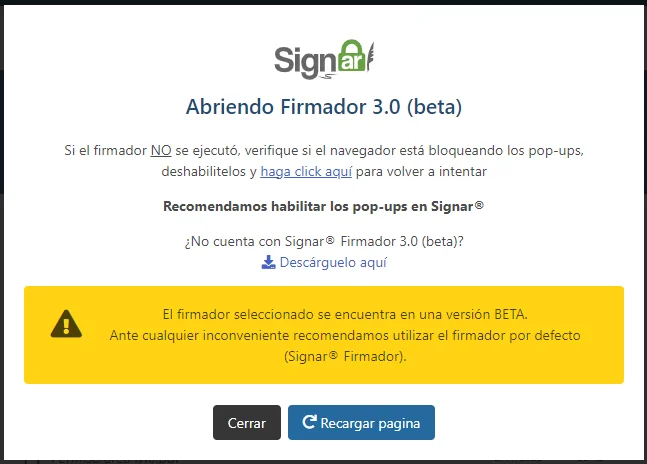 Signar
Abriendo Firmador 3.0 (beta)
Si el firmador NO se ejecutó, verifique si el navegador está bloqueando los pop-ups,
deshabilitelos y haga click aquí para volver a intentar
Recomendamos habilitar los pop-ups en Signar®
¿No cuenta con Signar® Firmador 3.0 (beta)?
Descárguelo aquí
El firmador seleccionado se encuentra en una versión BETA.
Ante cualquier inconveniente recomendamos utilizar el firmador por defecto
(Signar® Firmador).
Cerrar
Recargar pagina